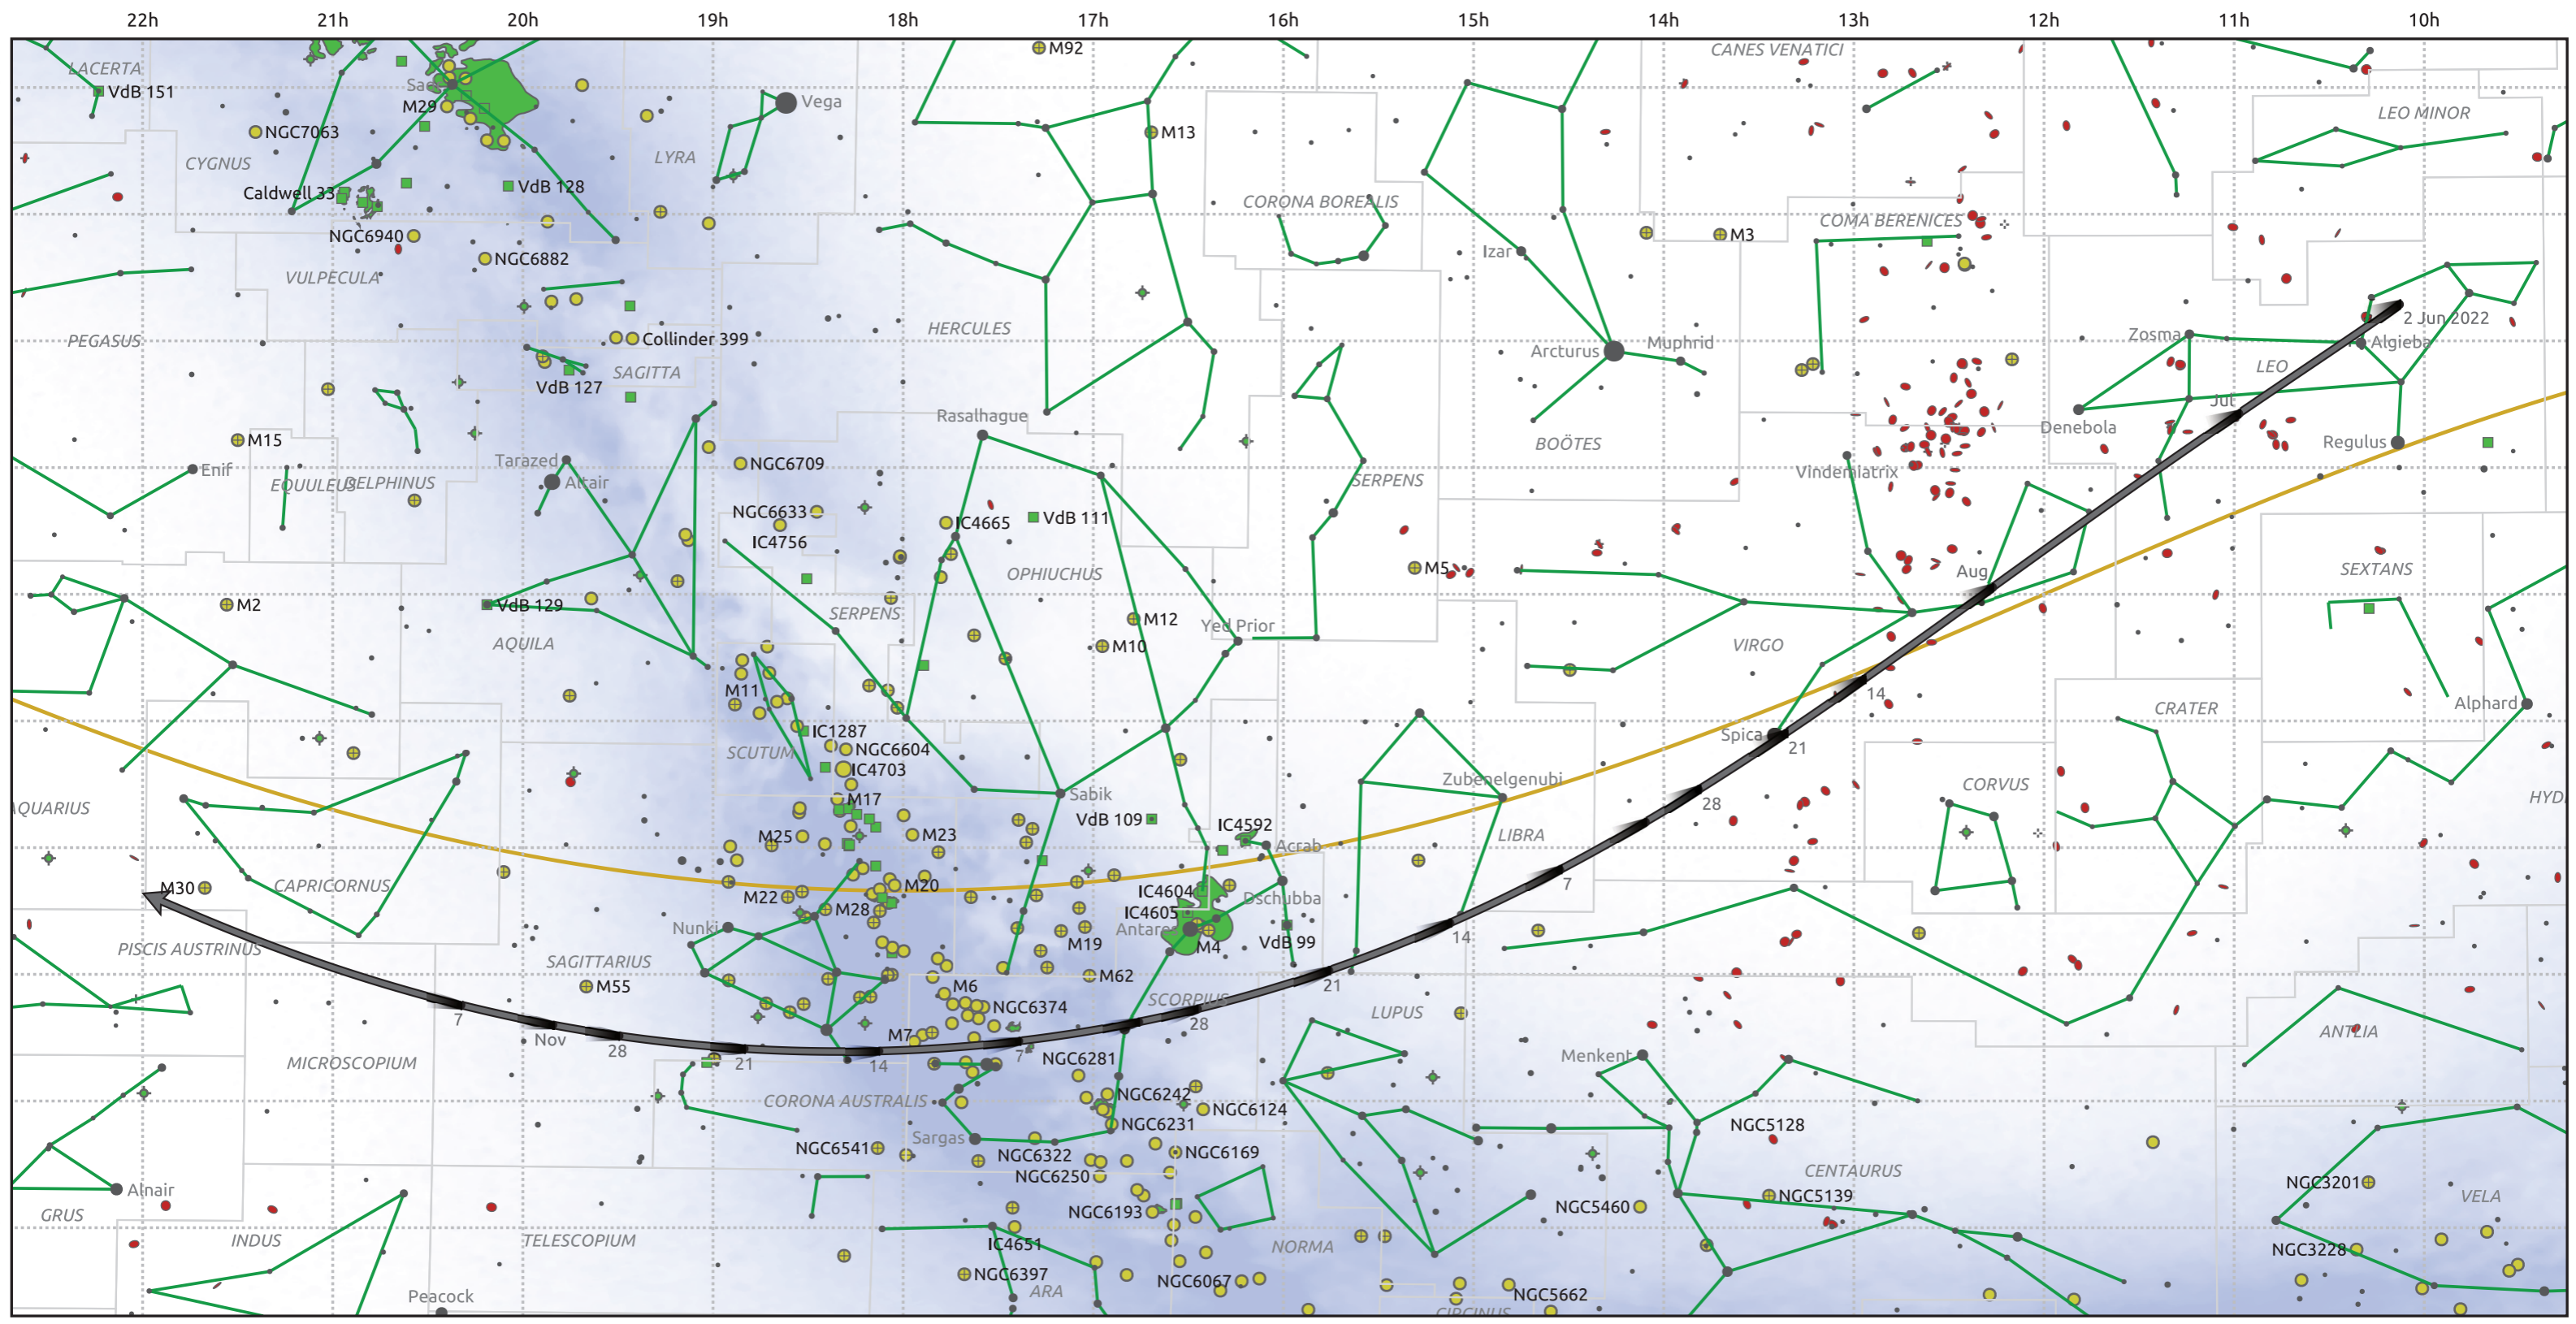 22h 21h 20h 19h 18h 17h 16h 15h 14h 13h 12h 11h 10h
M92
CANES VENATICI
LACERTA
VdB 151
Vega
M29
LEO MINOR
NGC7063
M13
CYGNUS
LYRA
VdB 128
Caldwell 33
CORONA BOREALIS
COMA BERENICES
NGC6940
M3
Izar
NGC6882
VULPECULA
2 Jun 2022
HERCULES
Zosma
PEGASUS
Collinder 399
Arcturus
Muphrid
Algieba
LEO
SAGITTA
VdB 127
Jul
Rasalhague
Denebola
M15
BOÖTES
Regulus
Tarazed
NGC6709
Enif
Vindemiatrix
EQUULEUS
DELPHINUS
Altair
SERPENS
NGC6633
IC4665
VdB 111
IC4756
OPHIUCHUS
M5
Aug
SEXTANS
M2
VdB 129
SERPENS
M12
Yed Prior
AQUILA
M10
VIRGO
M11
14
Alphard
CRATER
IC1287
Spica
21
SCUTUM
NGC6604
IC4703
Zubenelgenubi
CORVUS
M17
Sabik
28
AQUARIUS
VdB 109
HYD
IC4592
M25
M23
LIBRA
Acrab
M30
CAPRICORNUS
M20
7
M22
IC4604
Dschubba
M28
IC4605
Nunki
Antares
14
M19
M4
VdB 99
PISCIS AUSTRINUS
SAGITTARIUS
M62
M55
M6
21
SCORPIUS
NGC6374
LUPUS
7
28
ANTLIA
Nov
M7
28
7
Menkent
MICROSCOPIUM
21
14
NGC6281
NGC6242
CORONA AUSTRALIS
NGC6124
NGC6231
NGC5128
Sargas
NGC6541
NGC6322
NGC6169
CENTAURUS
NGC6250
Alnair
NGC3201
NGC5139
VELA
NGC5460
GRUS
NGC6193
INDUS
TELESCOPIUM
IC4651
NORMA
NGC3228
NGC6397
NGC6067
ARA
Peacock
NGC5662
CIRCINUS